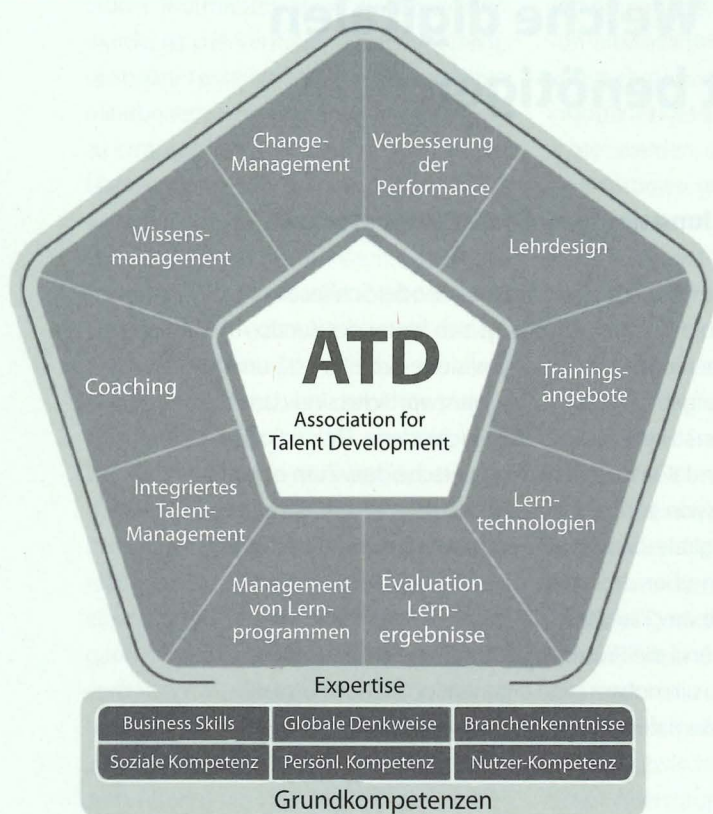 Welche digitalen
Change-
Management
Verbesserung
der
Performance
Wissens-
management
Lehrdesign
Coaching
Trainings-
angebote
Integriertes
Talent-
Management
Lern-
technologien
Management
von Lern-
programmen
Evaluation
Lern-
ergebnisse
ATD
Association for
Talent Development
Expertise
Business Skills
Globale Denkweise
Branchenkenntnisse
Soziale Kompetenz
Persönl. Kompetenz
Nutzer-Kompetenz
Grundkompetenzen